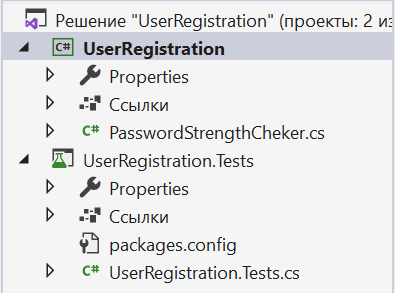 Решение "UserRegistration" (проекты: 2 из
C# UserRegistration
Properties
Ссылки
C# PasswordStrengthCheker.cs
UserRegistration.Tests
Properties
Ссылки
packages.config
C# UserRegistration.Tests.cs